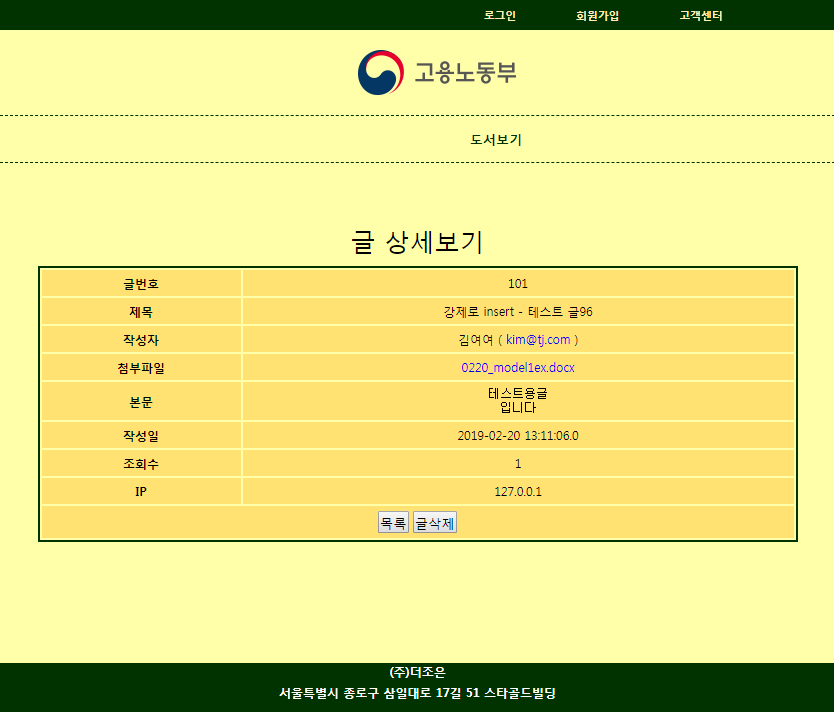 로그인 회원가입 고객센터
고용노동부
도서보기
글 상세보기
글번호 101
제목 강제로 insert - 테스트 글96
작성자 김여여 ( kim@tj.com )
첨부파일 0220_model1ex.docx
본문 테스트용글
입니다
작성일 2019-02-20 13:11:06.0
조회수 1
IP 127.0.0.1
목록 글삭제
(주)더조은
서울특별시 종로구 삼일대로 17길 51 스타골드빌딩